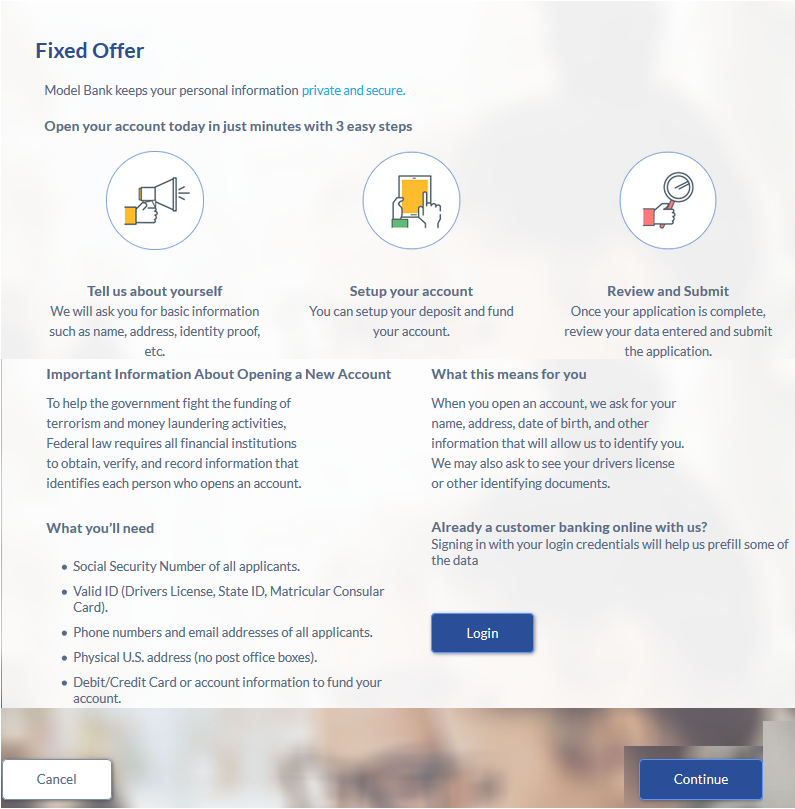 Fixed Offer
Model Bank keeps your personal information private and secure.
Open your account today in just minutes with 3 easy steps
Tell us about yourself
We will ask you for basic information
such as name, address, identity proof,
etc.
Setup your account
You can setup your deposit and fund
your account.
Review and Submit
Once your application is complete,
review your data entered and submit
the application.
Important Information About Opening a New Account
To help the government fight the funding of
terrorism and money laundering activities,
Federal law requires all financial institutions
to obtain, verify, and record information that
identifies each person who opens an account.
What this means for you
When you open an account, we ask for your
name, address, date of birth, and other
information that will allow us to identify you.
We may also ask to see your drivers license
or other identifying documents.
What you'll need
• Social Security Number of all applicants.
• Valid ID (Drivers License, State ID, Matricular Consular
Card).
• Phone numbers and email addresses of all applicants.
• Physical U.S. address (no post office boxes).
• Debit/Credit Card or account information to fund your
account.
Already a customer banking online with us?
Signing in with your login credentials will help us prefill some of
the data
Login
Cancel
Continue